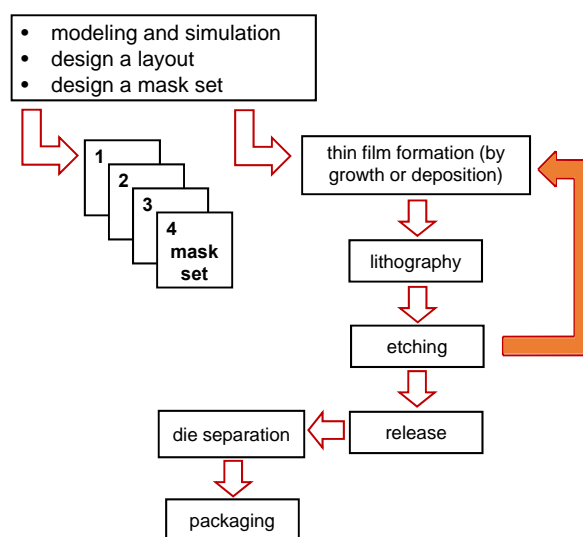 • modeling and simulation
• design a layout
• design a mask set
1
2
3
4
mask
set
thin film formation (by
growth or deposition)
lithography
etching
release
die separation
packaging